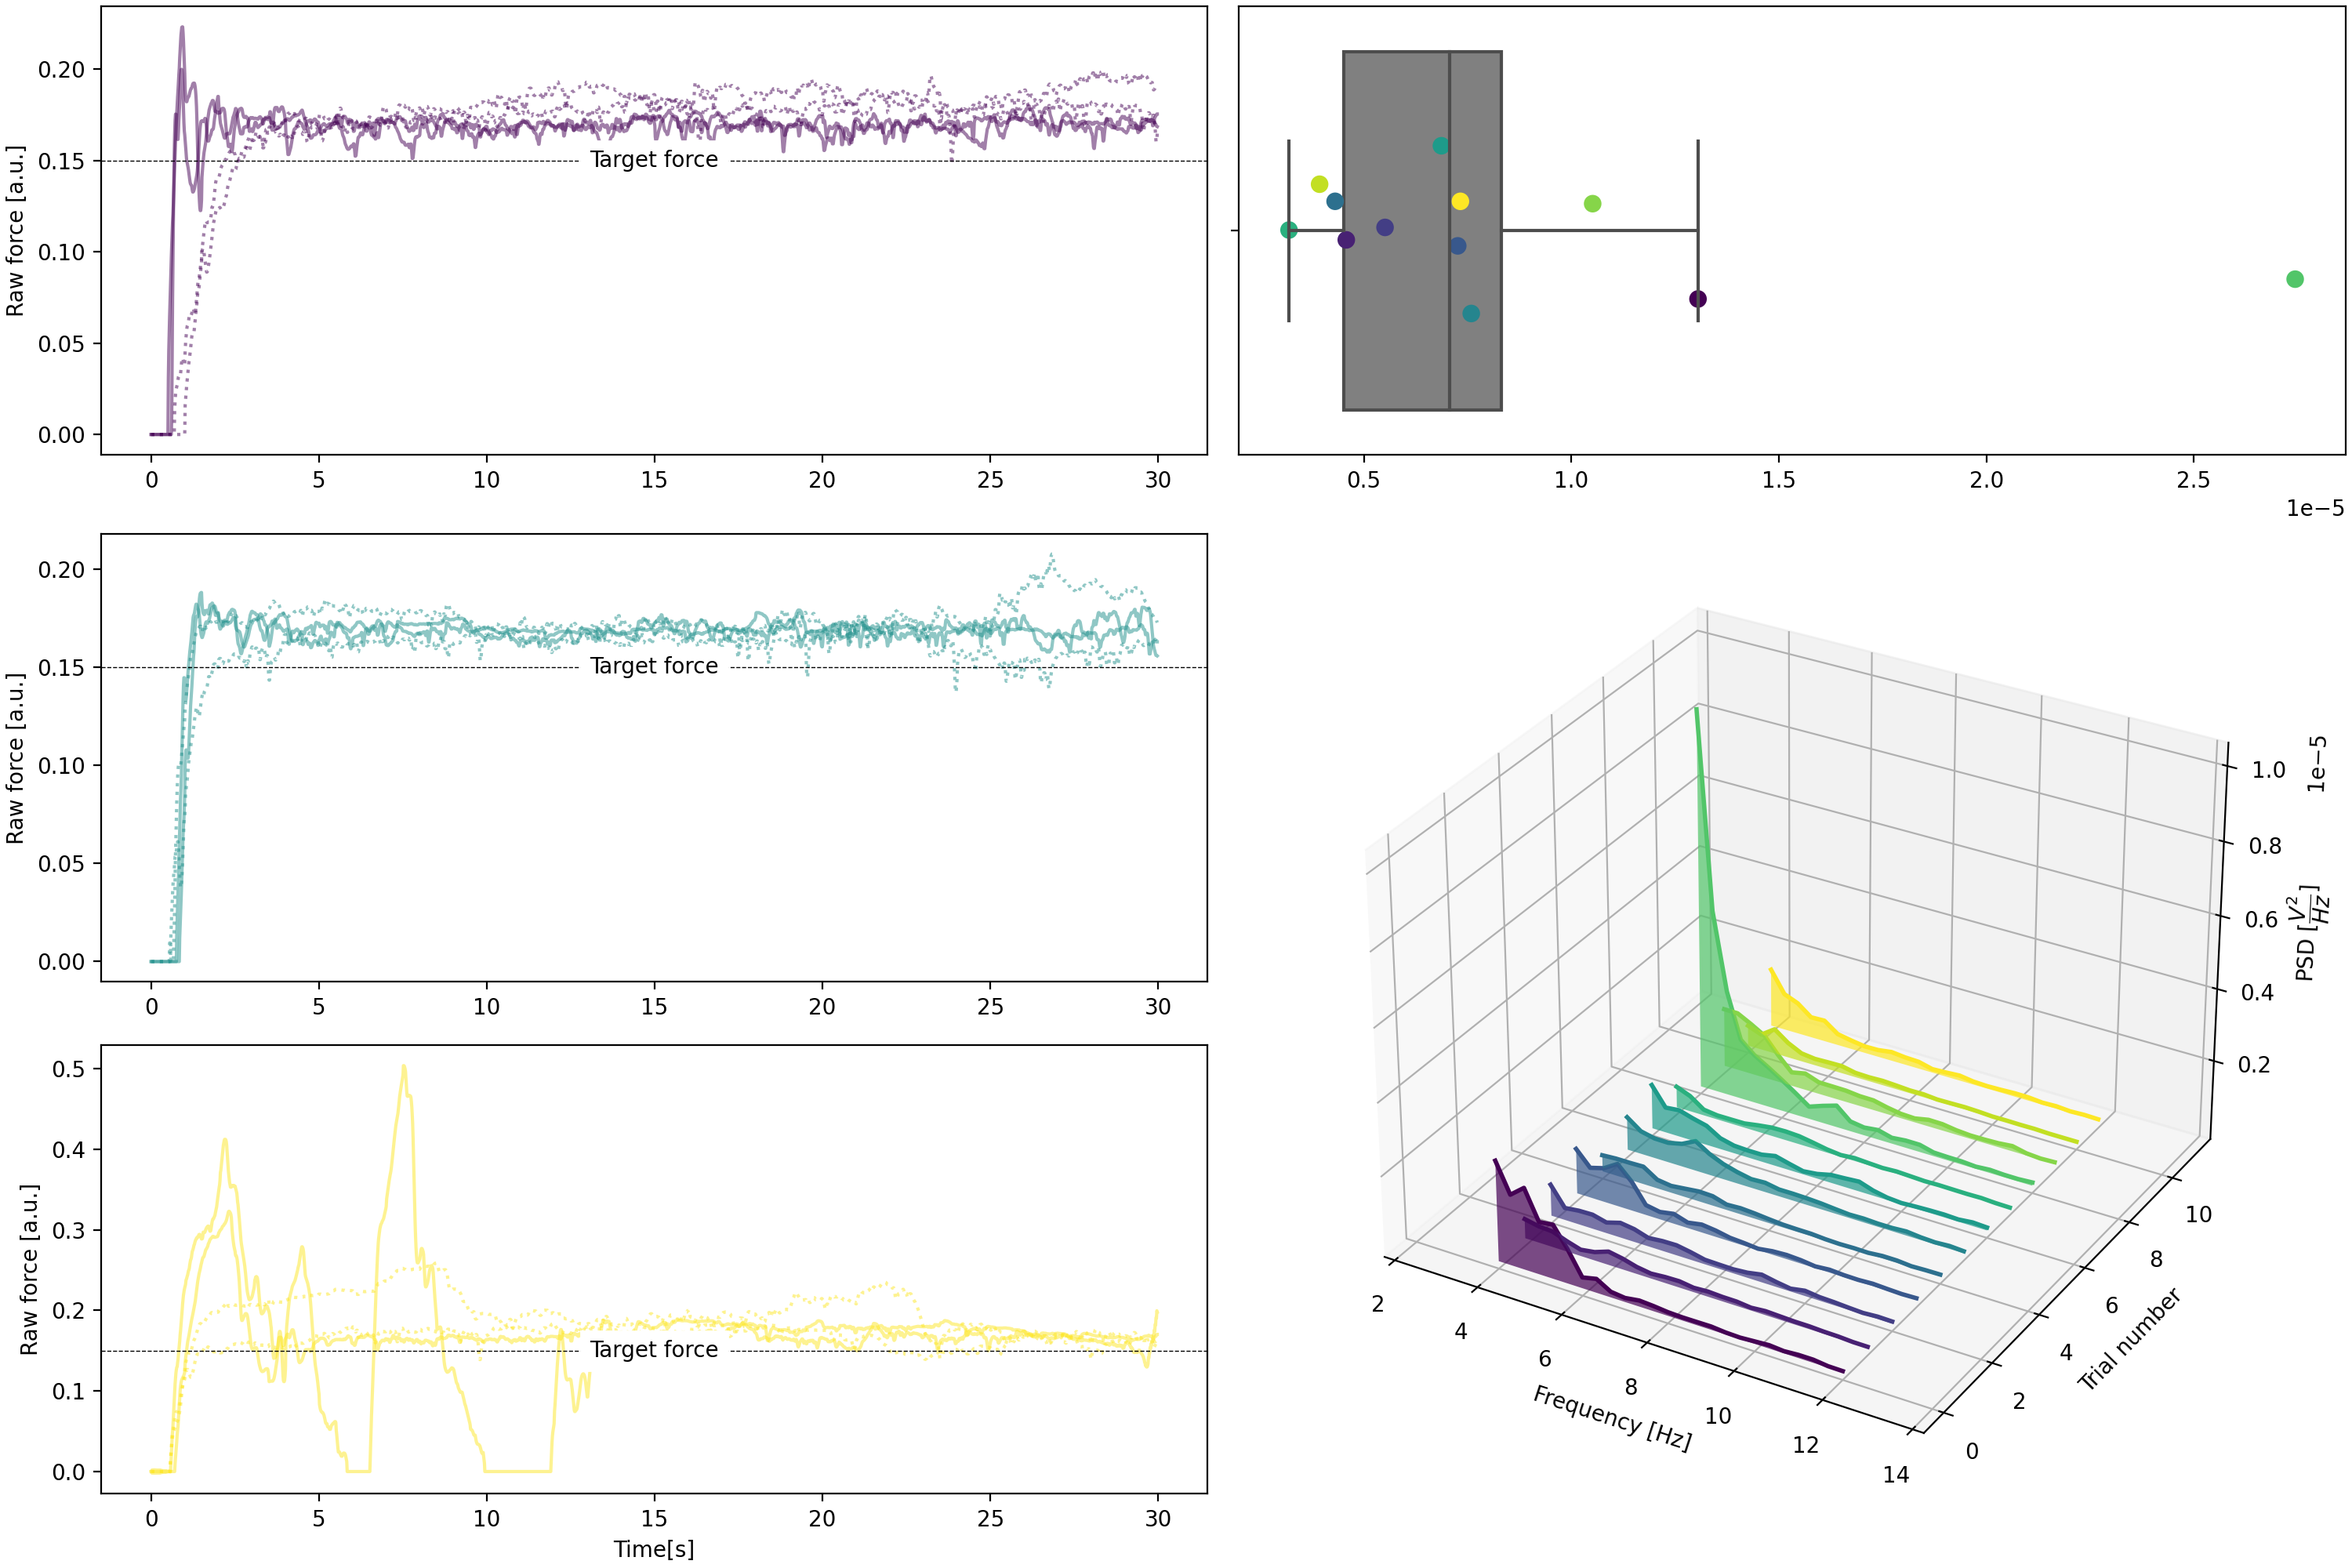 Raw force [a.u.]
0.20
0.15
0.10
0.05
0.00
Target force
0 5 10 15 20 25 30
0.5 1.0 1.5 2.0 2.5
1e−5
Raw force [a.u.]
0.20
0.15
0.10
0.05
0.00
Target force
0 5 10 15 20 25 30
Raw force [a.u.]
0.5
0.4
0.3
0.2
0.1
0.0
Target force
0 5 10 15 20 25 30
Time[s]
1e−5
1.0
0.8
0.6
0.4
0.2
PSD [V²/Hz]
2 4 6 8 10 12 14
Frequency [Hz]
0 2 4 6 8 10
Trial number